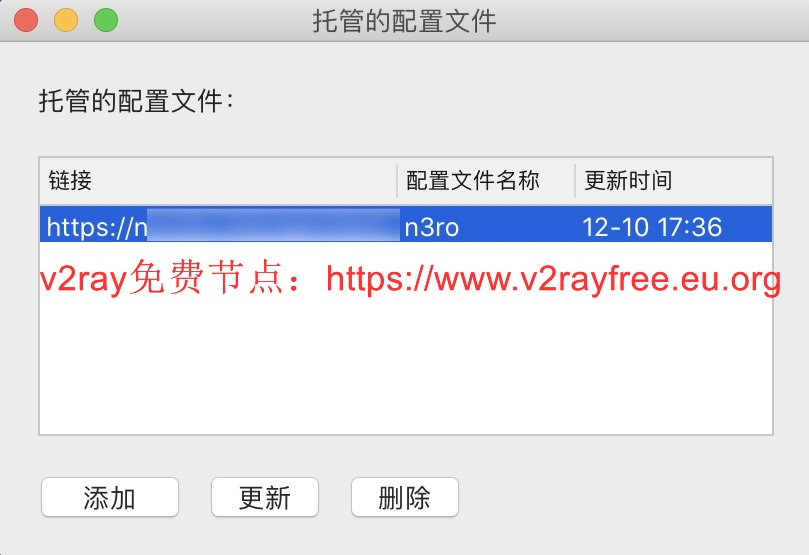 托管的配置文件
托管的配置文件：
链接 配置文件名称 更新时间
https://n n3ro 12-10 17:36
v2ray免费节点：https://www.v2rayfree.eu.org
添加 更新 删除